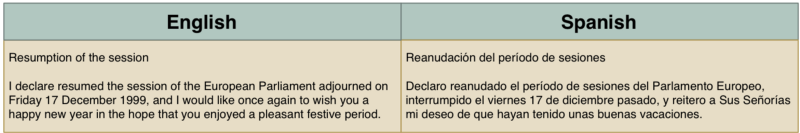 English
Spanish
Resumption of the session
I declare resumed the session of the European Parliament adjourned on
Friday 17 December 1999, and I would like once again to wish you a
happy new year in the hope that you enjoyed a pleasant festive period.
Reanudación del período de sesiones
Declaro reanudado el período de sesiones del Parlamento Europeo,
interrumpido el viernes 17 de diciembre pasado, y reitero a Sus Señorías
mi deseo de que hayan tenido unas buenas vacaciones.